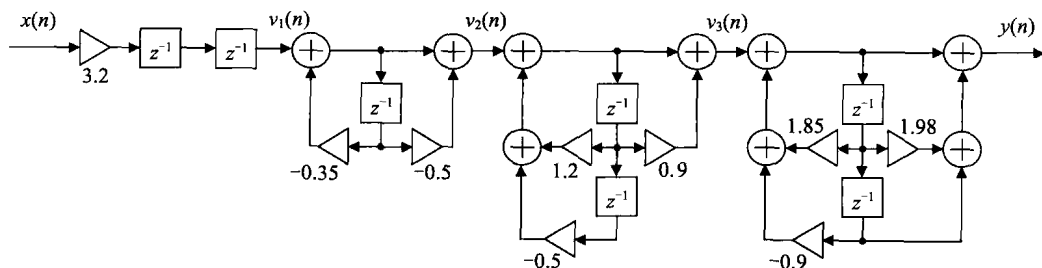 x(n) v₁(n) v₂(n) v₃(n) y(n)
3.2 z⁻¹ z⁻¹
z⁻¹ z⁻¹ z⁻¹
−0.35 −0.5 1.2 0.9 1.85 1.98
z⁻¹ z⁻¹
−0.5 −0.9